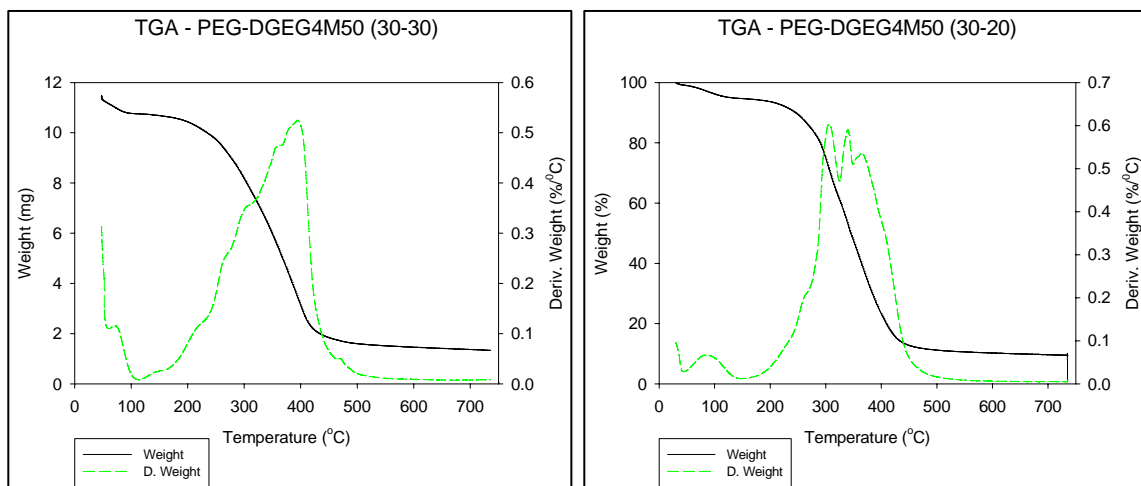 TGA - PEG-DGEG4M50 (30-30)
Weight (mg)
12
10
8
6
4
2
0
Deriv. Weight (%/⁰C)
0.6
0.5
0.4
0.3
0.2
0.1
0.0
0 100 200 300 400 500 600 700
Temperature (°C)
Weight
D. Weight
TGA - PEG-DGEG4M50 (30-20)
Weight (%)
100
80
60
40
20
0
Deriv. Weight (%/⁰C)
0.7
0.6
0.5
0.4
0.3
0.2
0.1
0.0
0 100 200 300 400 500 600 700
Temperature (°C)
Weight
D. Weight